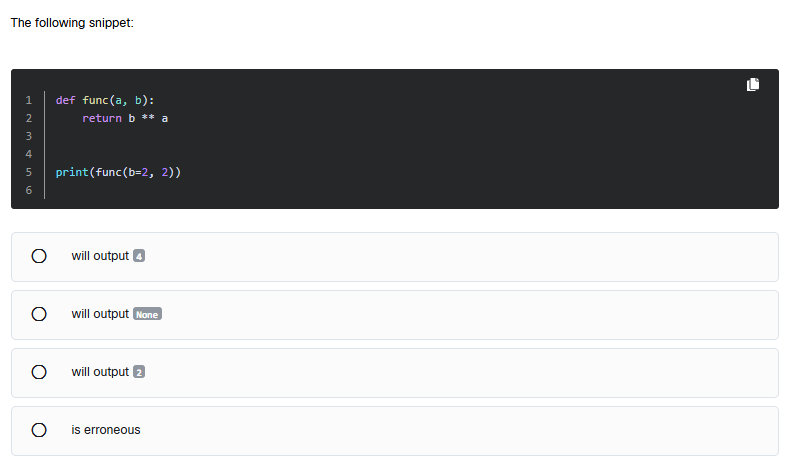 The following snippet:
1 def func(a, b):
2     return b ** a
3
4
5 print(func(b=2, 2))
6
will output 4
will output None
will output 2
is erroneous